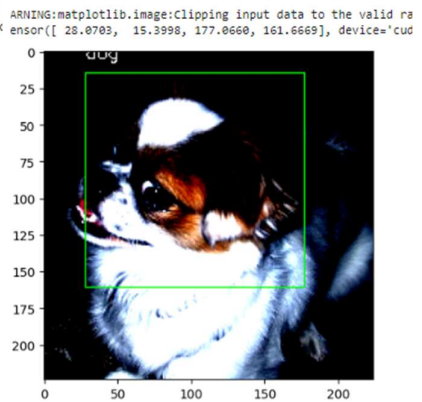 ARNING:matplotlib.image:Clipping input data to the valid ra
ensor([ 28.0703,  15.3998, 177.0660, 161.6669], device='cud
0
dog
25
50
75
100
125
150
175
200
0 50 100 150 200